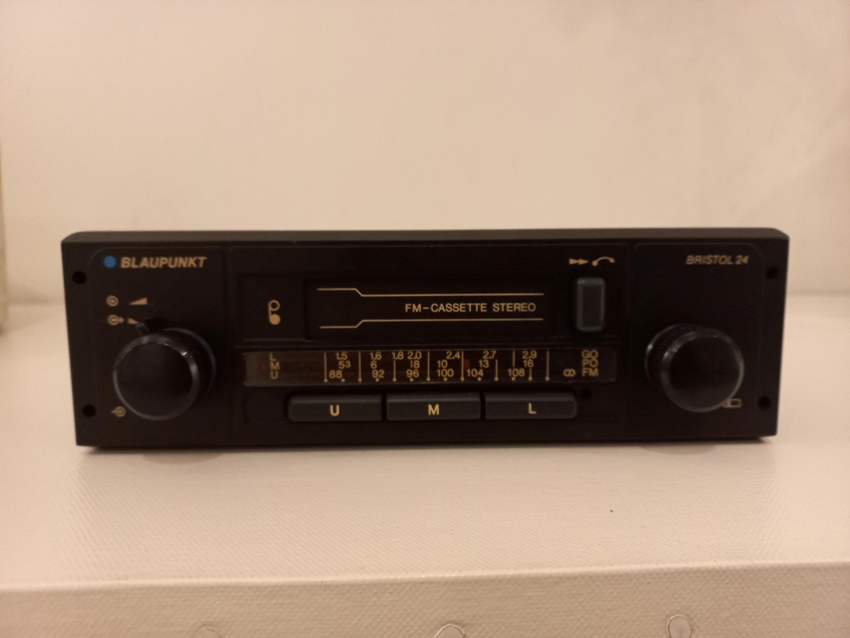 BLAUPUNKT
BRISTOL 24
FM-CASSETTE STEREO
L 1.5 1.6 1.8 2.0 2.4 2.7 2.9 GO
M 53 6 8 10 13 16 PO
U 88 92 96 100 104 108 FM
U M L